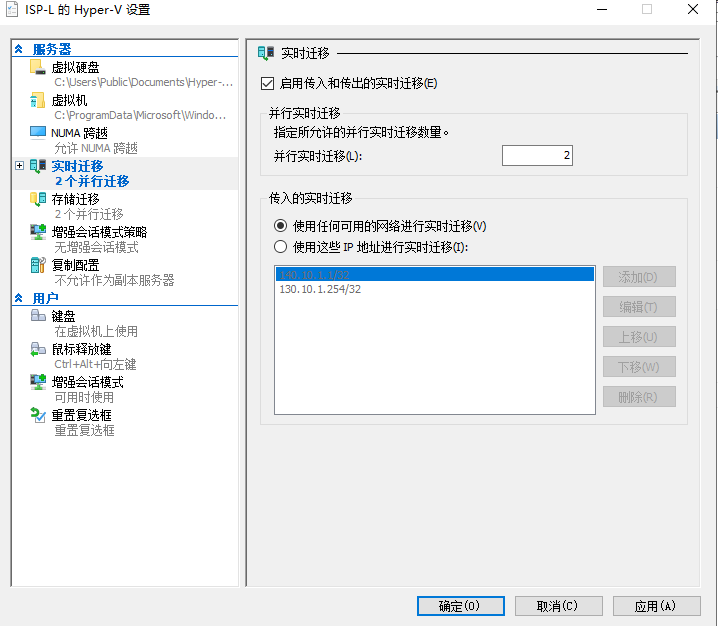 ISP-L 的 Hyper-V 设置
服务器
虚拟硬盘
C:\Users\Public\Documents\Hyper-...
虚拟机
C:\ProgramData\Microsoft\Windo...
NUMA 跨越
允许 NUMA 跨越
实时迁移
2 个并行迁移
存储迁移
2 个并行迁移
增强会话模式策略
无增强会话模式
复制配置
不允许作为副本服务器
用户
键盘
在虚拟机上使用
鼠标释放键
Ctrl+Alt+向左键
增强会话模式
可用时使用
重置复选框
重置复选框
实时迁移
启用传入和传出的实时迁移(E)
并行实时迁移
指定所允许的并行实时迁移数量。
并行实时迁移(L):
2
传入的实时迁移
使用任何可用的网络进行实时迁移(V)
使用这些 IP 地址进行实时迁移(I):
140.10.1.1/32
130.10.1.254/32
添加(D)
编辑(T)
上移(U)
下移(W)
删除(R)
确定(O)
取消(C)
应用(A)